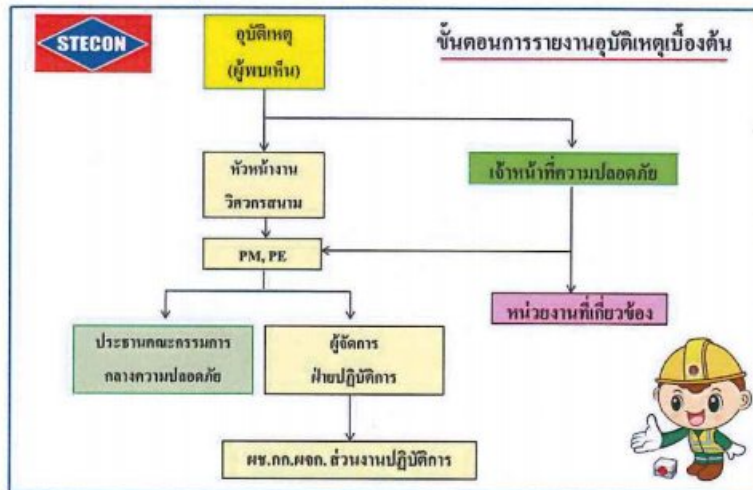 STECON
อุบัติเหตุ
(ผู้พบเห็น)
ขั้นตอนการรายงานอุบัติเหตุเบื้องต้น
หัวหน้างาน
วิศวกรสนาม
เจ้าหน้าที่ความปลอดภัย
PM, PE
หน่วยงานที่เกี่ยวข้อง
ประธานคณะกรรมการ
กลางความปลอดภัย
ผู้จัดการ
ฝ่ายปฏิบัติการ
ผช.กก.ผจก. ส่วนงานปฏิบัติการ